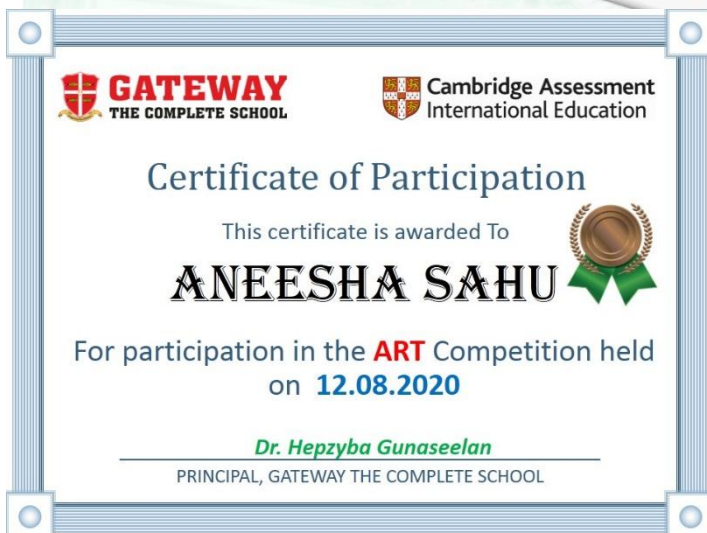 GATEWAY
THE COMPLETE SCHOOL
Cambridge Assessment
International Education
Certificate of Participation
This certificate is awarded To
ANEESHA SAHU
For participation in the ART Competition held
on 12.08.2020
Dr. Hepzyba Gunaseelan
PRINCIPAL, GATEWAY THE COMPLETE SCHOOL